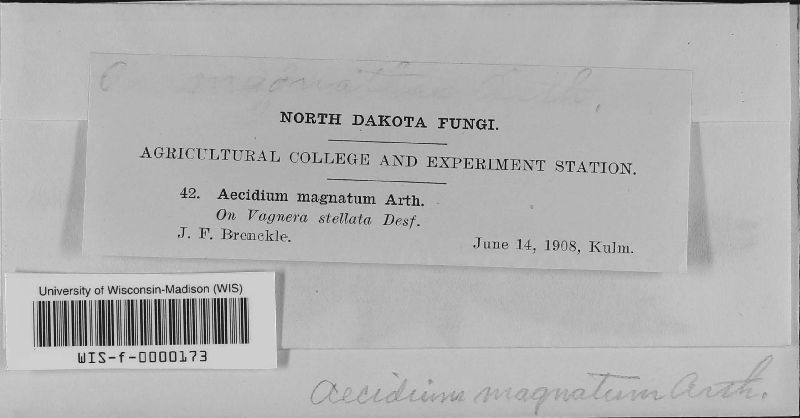 NORTH DAKOTA FUNGI.
AGRICULTURAL COLLEGE AND EXPERIMENT STATION.
42. Aecidium magnatum Arth.
On Vagnera stellata Desf.
J. F. Brenckle.
June 14, 1908, Kulm.
University of Wisconsin-Madison (WIS)
WIS-f-0000173
Aecidium magnatum Arth.